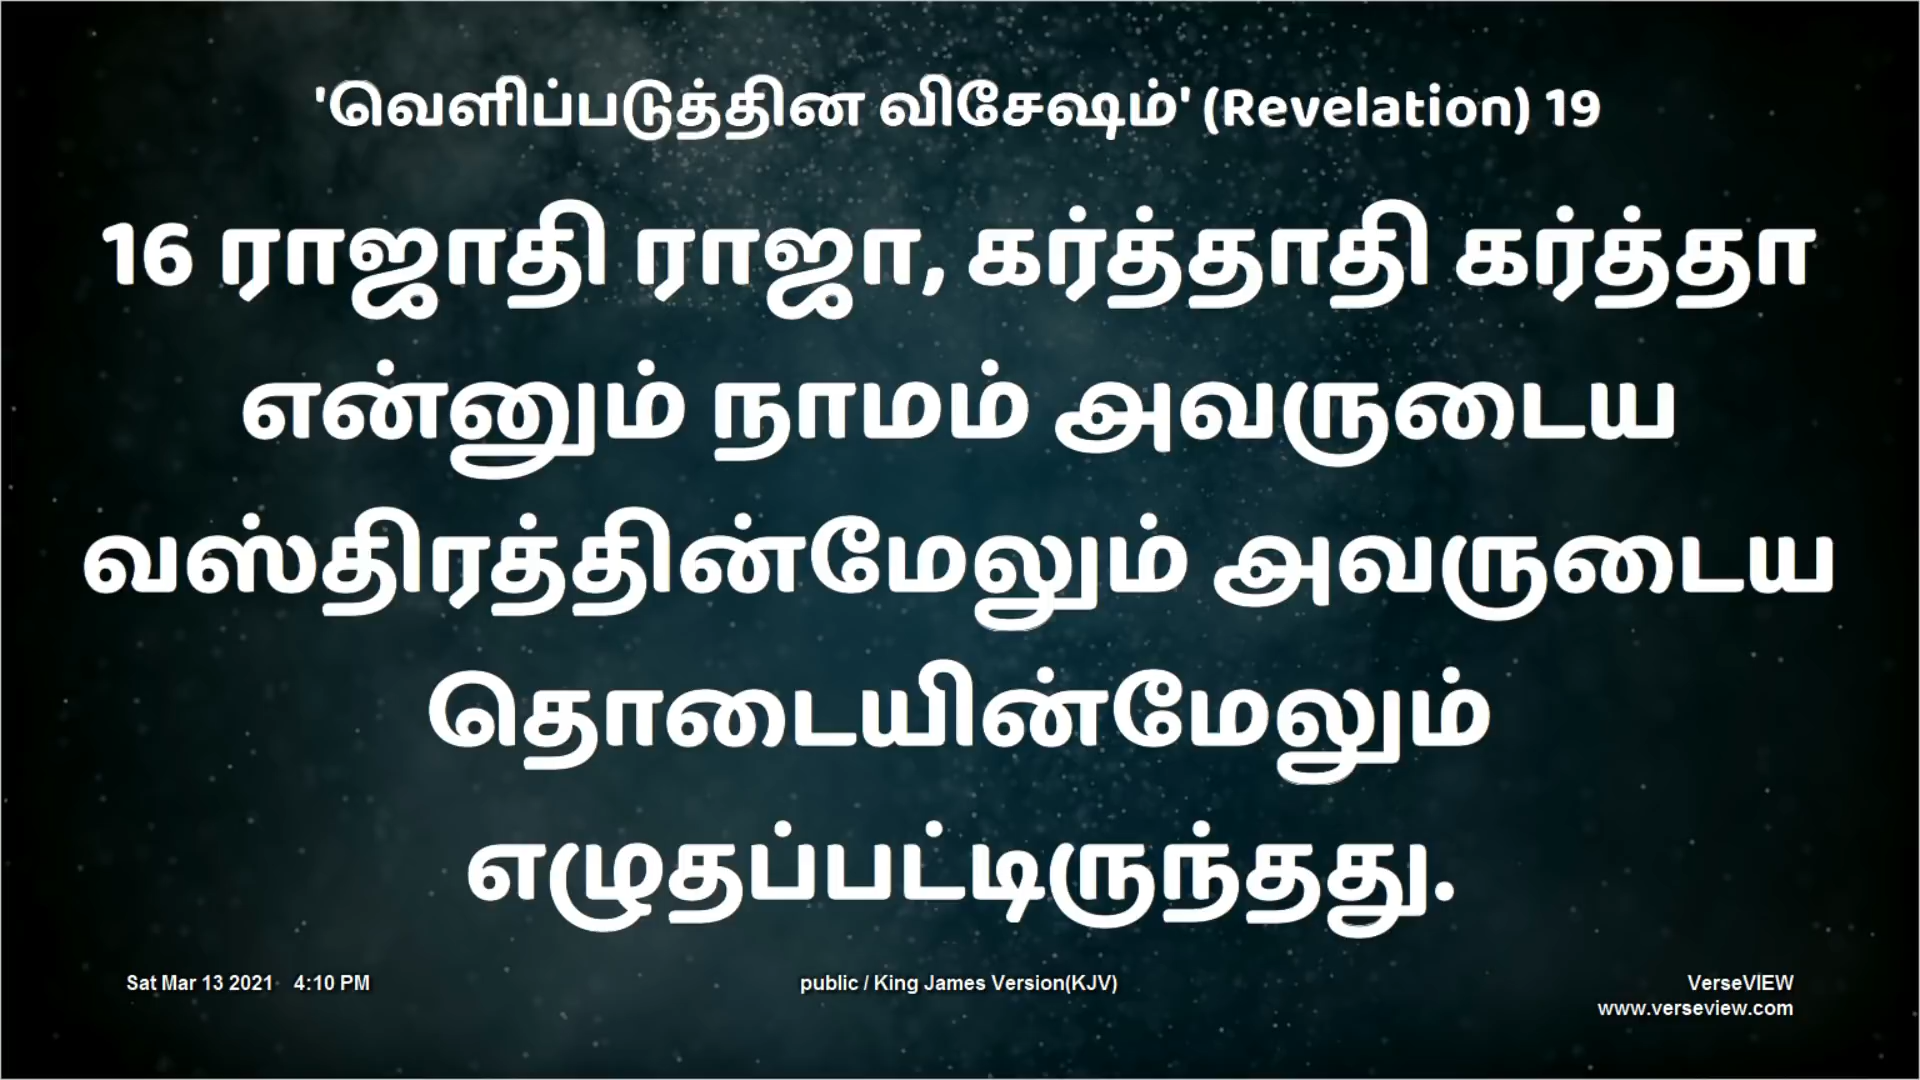 'வெளிப்படுத்தின விசேஷம்' (Revelation) 19
16 ராஜாதி ராஜா, கர்த்தாதி கர்த்தா
என்னும் நாமம் அவருடைய
வஸ்திரத்தின்மேலும் அவருடைய
தொடையின்மேலும்
எழுதப்பட்டிருந்தது.
Sat Mar 13 2021 4:10 PM
public / King James Version(KJV)
VerseVIEW
www.verseview.com